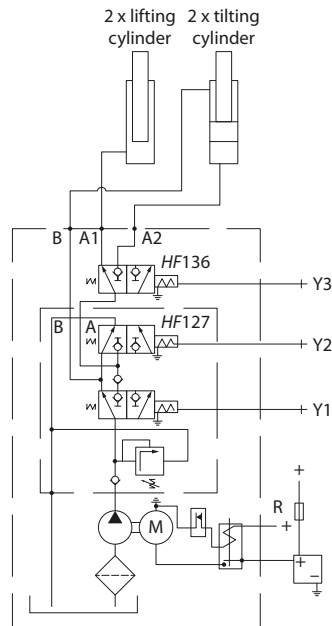 2 x lifting
cylinder
2 x tilting
cylinder
B A1 A2
HF136
Y3
B A
HF127
Y2
Y1
M
R
+
+
+ −